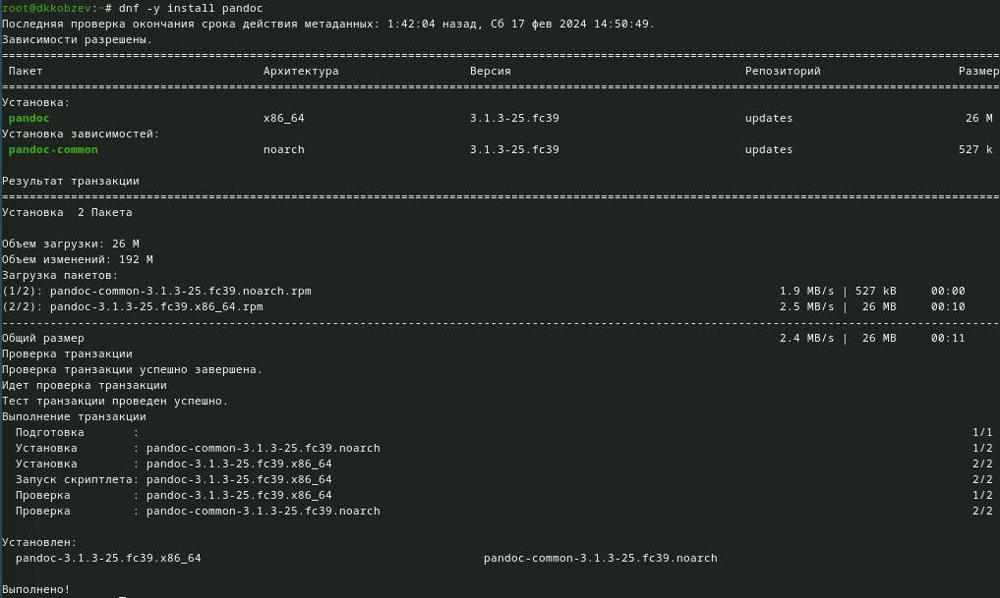 root@dkkobzev:~# dnf -y install pandoc
Последняя проверка окончания срока действия метаданных: 1:42:04 назад, Сб 17 фев 2024 14:50:49.
Зависимости разрешены.
Пакет Архитектура Версия Репозиторий Размер
Установка:
pandoc x86_64 3.1.3-25.fc39 updates 26 M
Установка зависимостей:
pandoc-common noarch 3.1.3-25.fc39 updates 527 k
Результат транзакции
Установка 2 Пакета
Объем загрузки: 26 M
Объем изменений: 192 M
Загрузка пакетов:
(1/2): pandoc-common-3.1.3-25.fc39.noarch.rpm 1.9 MB/s | 527 kB 00:00
(2/2): pandoc-3.1.3-25.fc39.x86_64.rpm 2.5 MB/s | 26 MB 00:10
Общий размер 2.4 MB/s | 26 MB 00:11
Проверка транзакции
Проверка транзакции успешно завершена.
Идет проверка транзакции
Тест транзакции проведен успешно.
Выполнение транзакции
Подготовка : 1/1
Установка : pandoc-common-3.1.3-25.fc39.noarch 1/2
Установка : pandoc-3.1.3-25.fc39.x86_64 2/2
Запуск скриптлета: pandoc-3.1.3-25.fc39.x86_64 2/2
Проверка : pandoc-3.1.3-25.fc39.x86_64 1/2
Проверка : pandoc-common-3.1.3-25.fc39.noarch 2/2
Установлен:
pandoc-3.1.3-25.fc39.x86_64 pandoc-common-3.1.3-25.fc39.noarch
Выполнено!